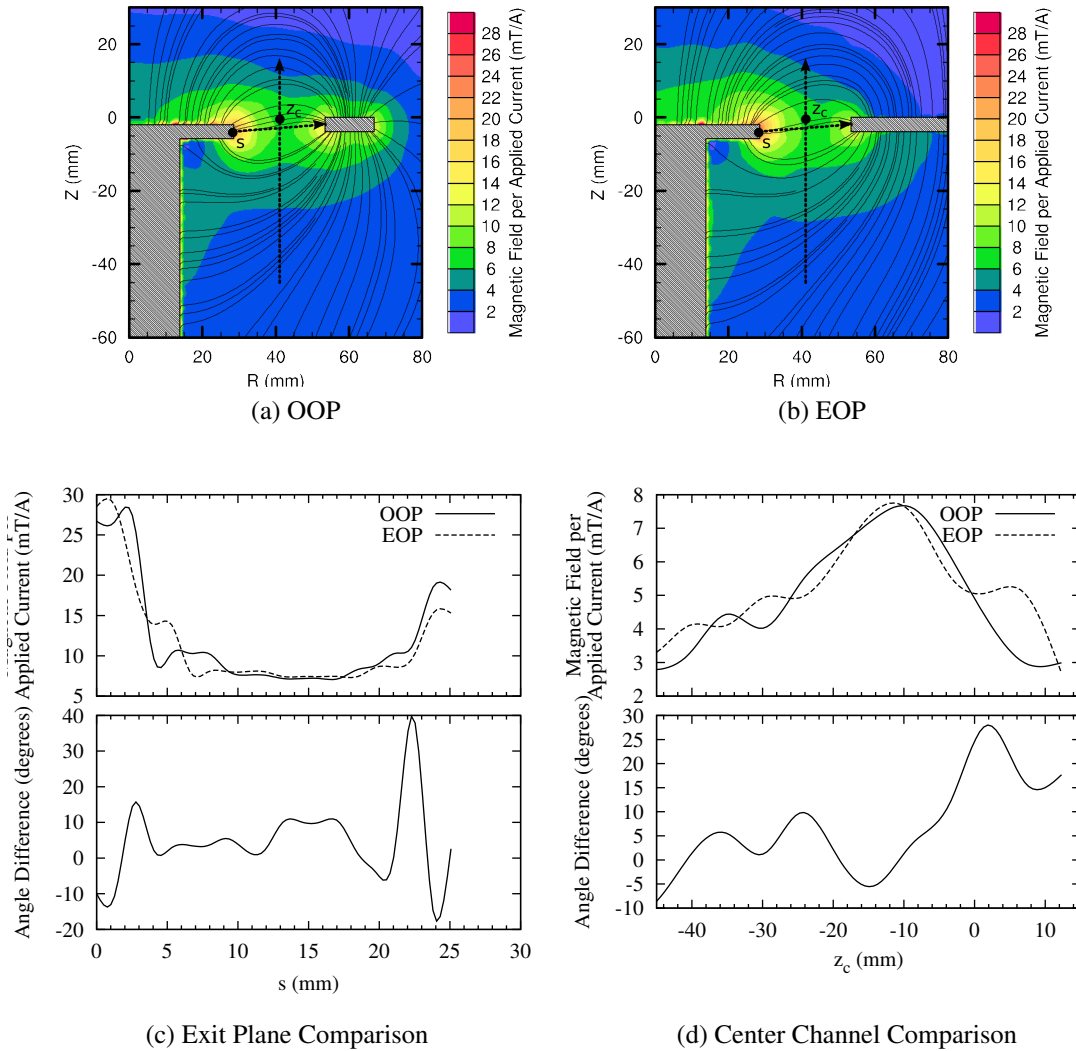 20
0
-20
-40
-60
Z (mm)
0 20 40 60 80
R (mm)
Z_c
s
28
26
24
22
20
18
16
14
12
10
8
6
4
2
Magnetic Field per Applied Current (mT/A)
(a) OOP
20
0
-20
-40
-60
Z (mm)
0 20 40 60 80
R (mm)
Z_c
s
28
26
24
22
20
18
16
14
12
10
8
6
4
2
Magnetic Field per Applied Current (mT/A)
(b) EOP
Applied Current (mT/A)
30
25
20
15
10
5
OOP
EOP
Angle Difference (degrees)
40
30
20
10
0
-10
-20
0 5 10 15 20 25 30
s (mm)
(c) Exit Plane Comparison
Magnetic Field per
Applied Current (mT/A)
8
7
6
5
4
3
2
OOP
EOP
Angle Difference (degrees)
30
25
20
15
10
5
0
-5
-10
-40 -30 -20 -10 0 10
z_c (mm)
(d) Center Channel Comparison